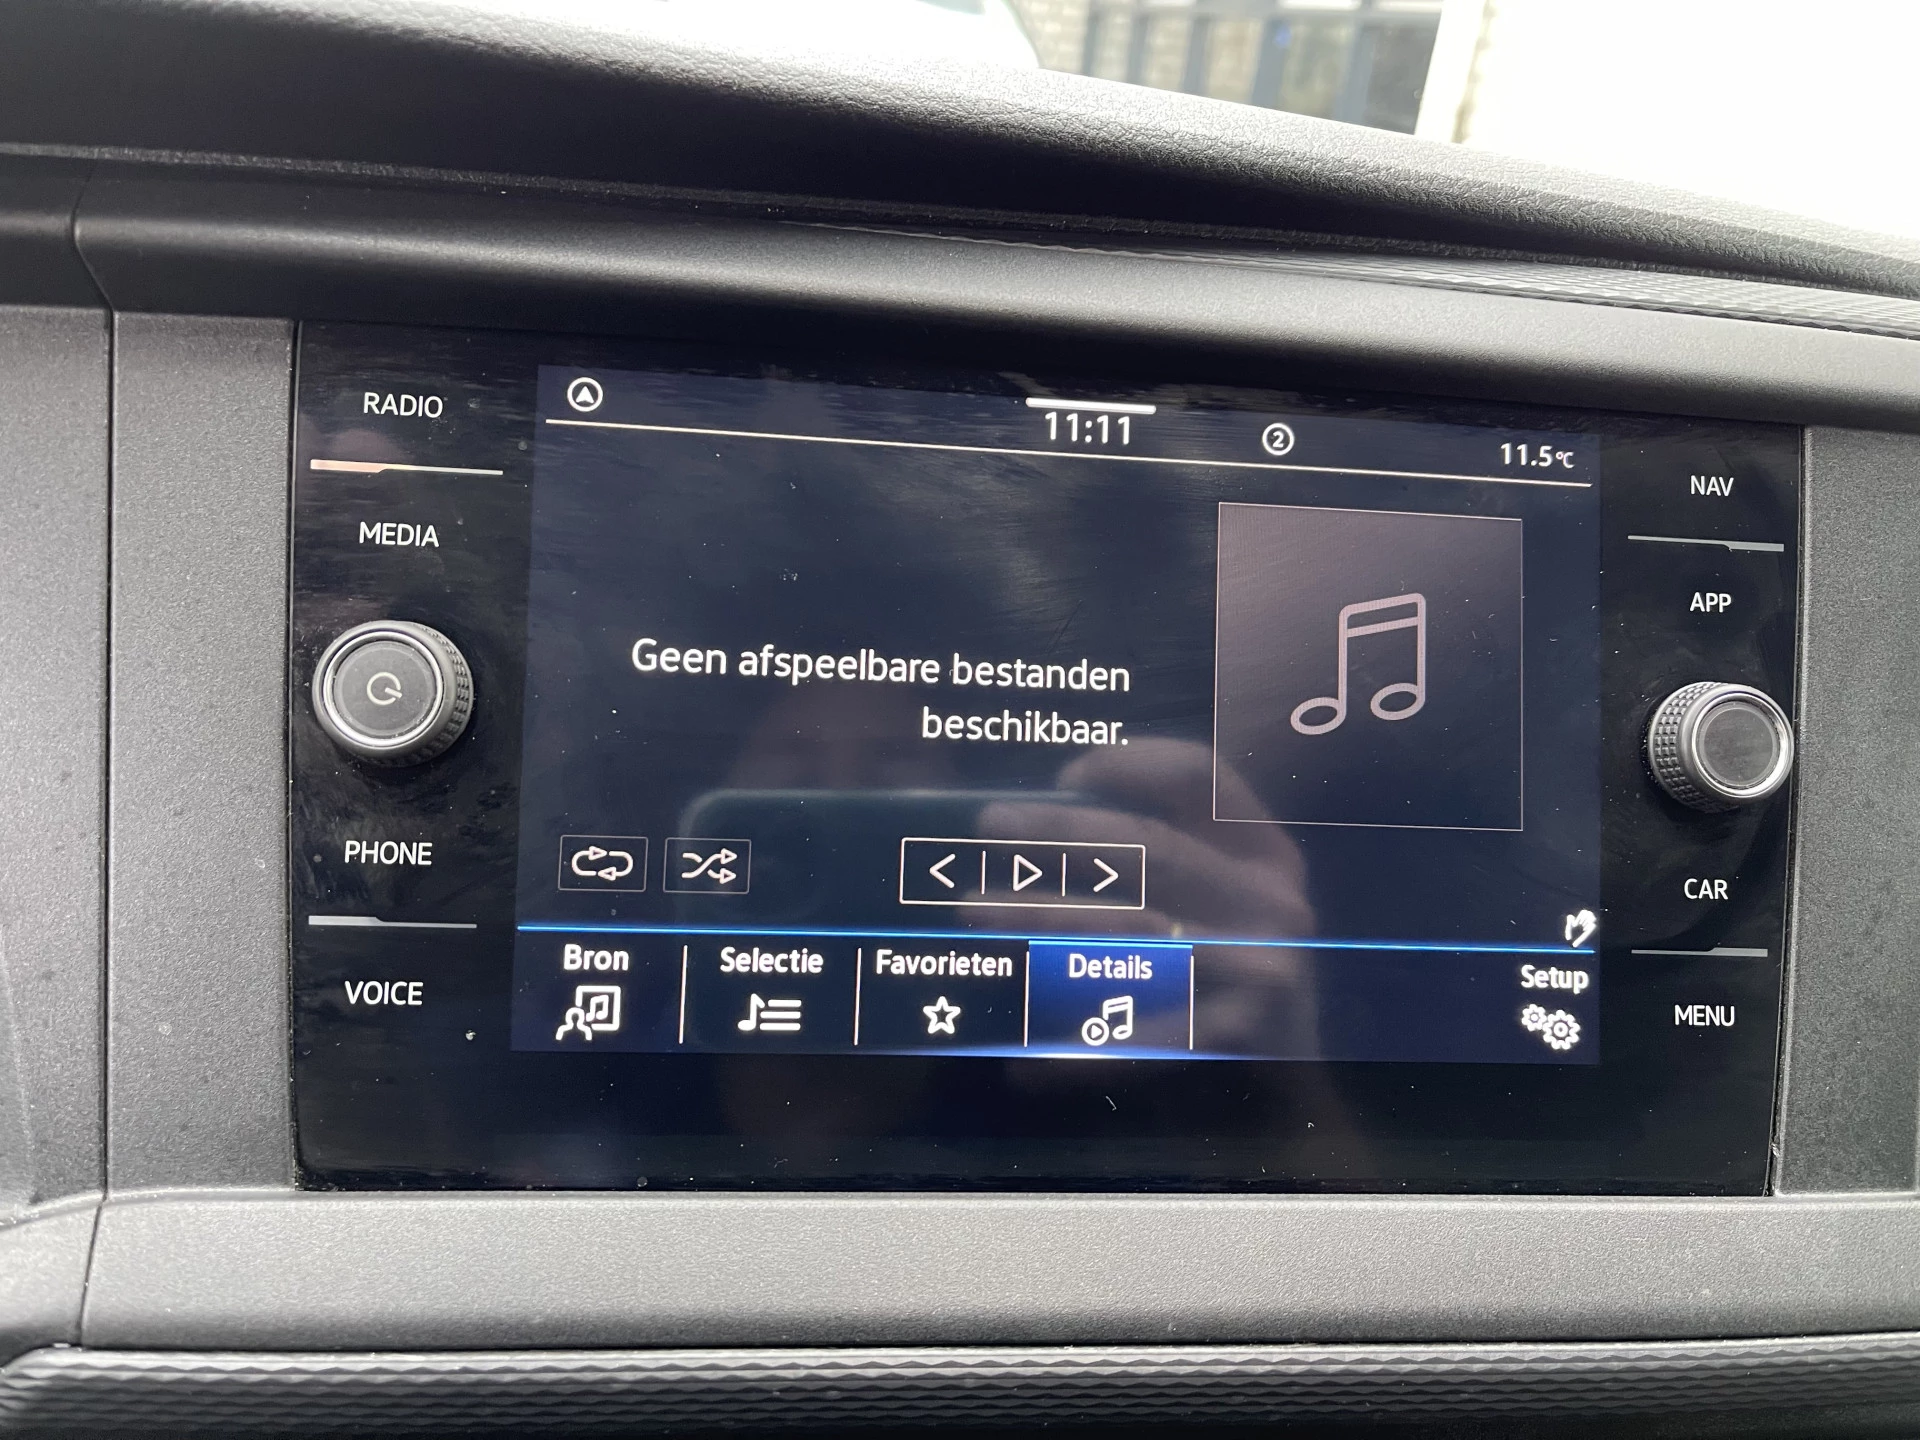 RADIO
MEDIA
PHONE
VOICE
11:11
2
11.5°C
Geen afspeelbare bestanden
beschikbaar.
Bron
Selectie
Favorieten
Details
Setup
NAV
APP
CAR
MENU